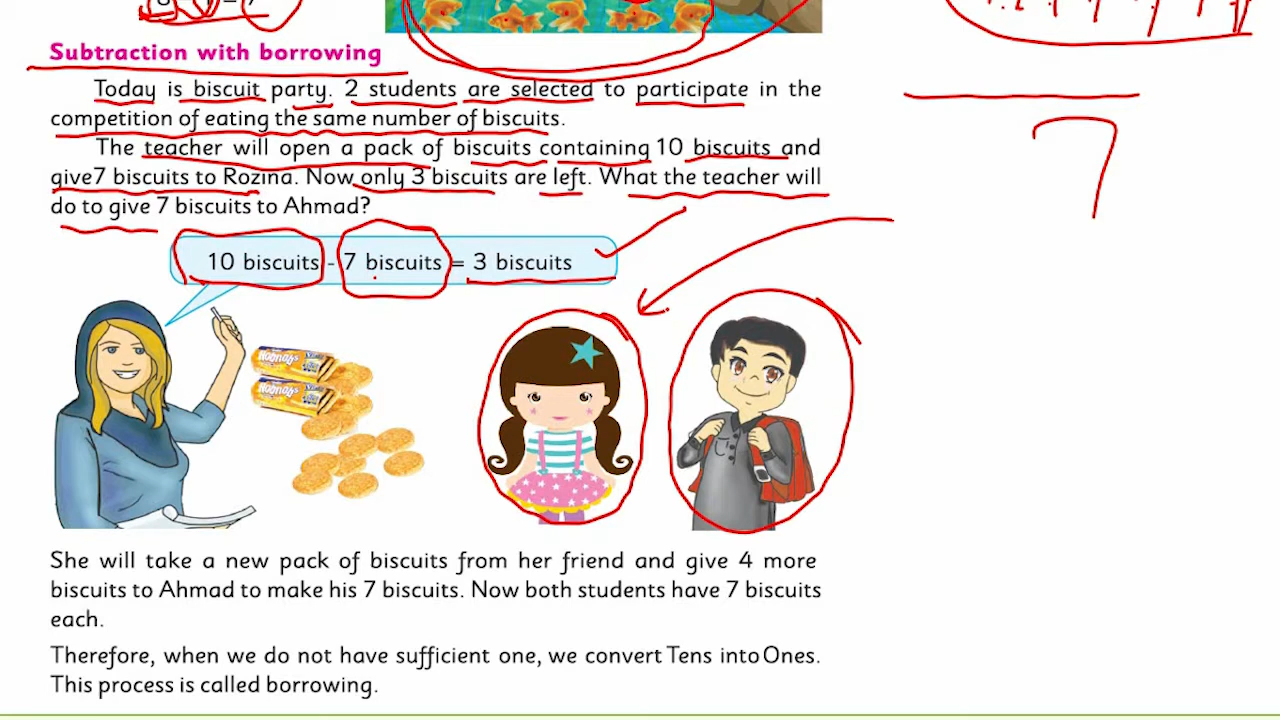 = 7
Subtraction with borrowing
Today is biscuit party. 2 students are selected to participate in the
competition of eating the same number of biscuits.
The teacher will open a pack of biscuits containing 10 biscuits and
give7 biscuits to Rozina. Now only 3 biscuits are left. What the teacher will
do to give 7 biscuits to Ahmad?
7
10 biscuits - 7 biscuits = 3 biscuits
She will take a new pack of biscuits from her friend and give 4 more
biscuits to Ahmad to make his 7 biscuits. Now both students have 7 biscuits
each.
Therefore, when we do not have sufficient one, we convert Tens into Ones.
This process is called borrowing.